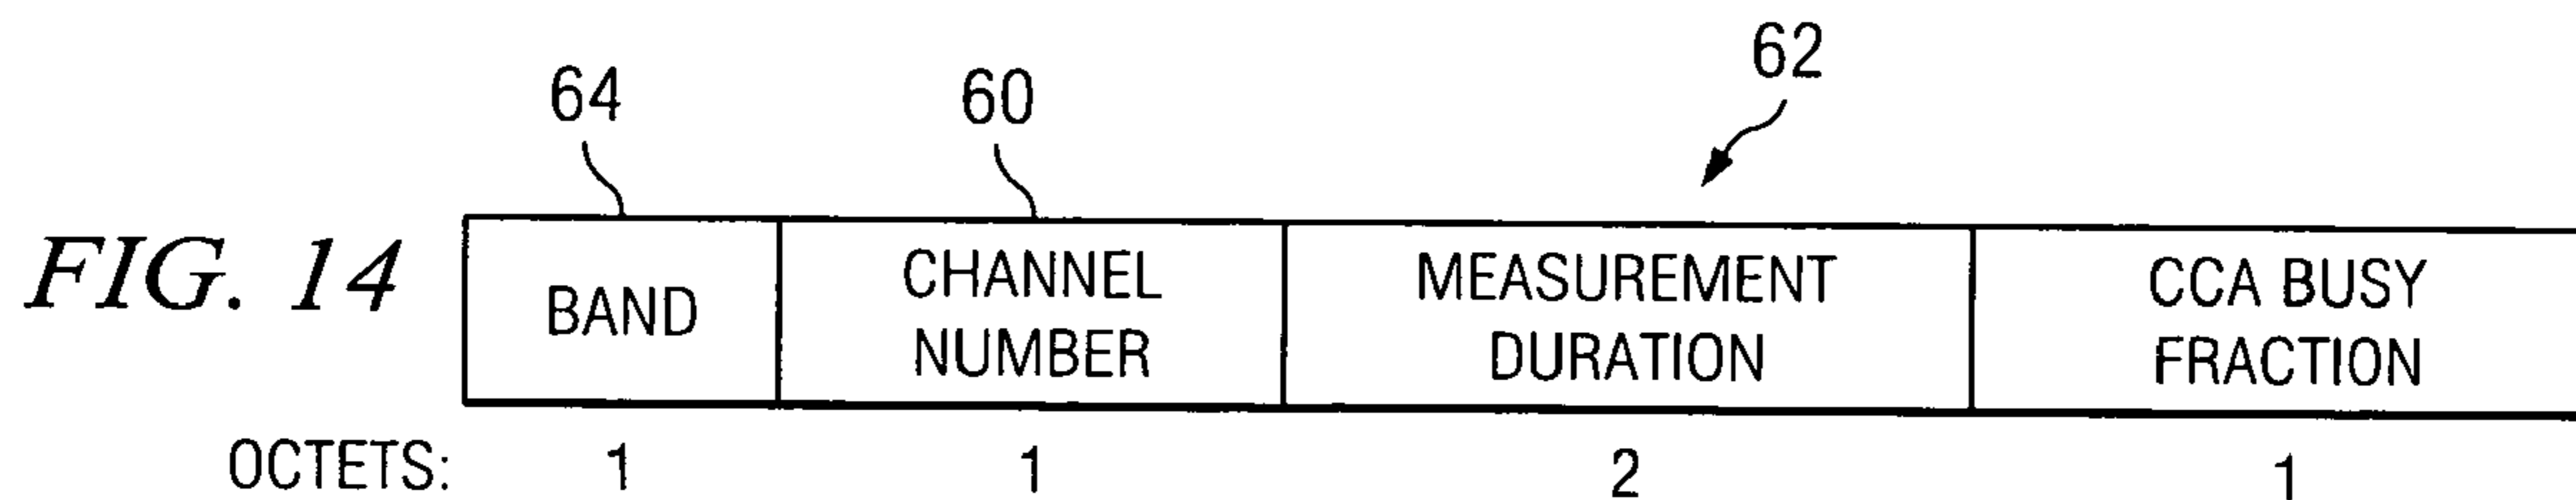 64 60 62
FIG. 14
BAND
CHANNEL
NUMBER
MEASUREMENT
DURATION
CCA BUSY
FRACTION
OCTETS: 1 1 2 1